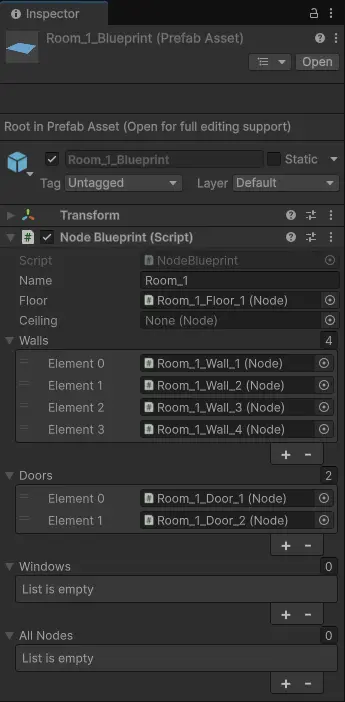 Inspector
Room_1_Blueprint (Prefab Asset)
Open
Root in Prefab Asset (Open for full editing support)
Room_1_Blueprint Static
Tag Untagged Layer Default
Transform
# Node Blueprint (Script)
Script # NodeBlueprint
Name Room_1
Floor # Room_1_Floor_1 (Node)
Ceiling None (Node)
Walls 4
Element 0 # Room_1_Wall_1 (Node)
Element 1 # Room_1_Wall_2 (Node)
Element 2 # Room_1_Wall_3 (Node)
Element 3 # Room_1_Wall_4 (Node)
+ -
Doors 2
Element 0 # Room_1_Door_1 (Node)
Element 1 # Room_1_Door_2 (Node)
+ -
Windows 0
List is empty
+ -
All Nodes 0
List is empty
+ -